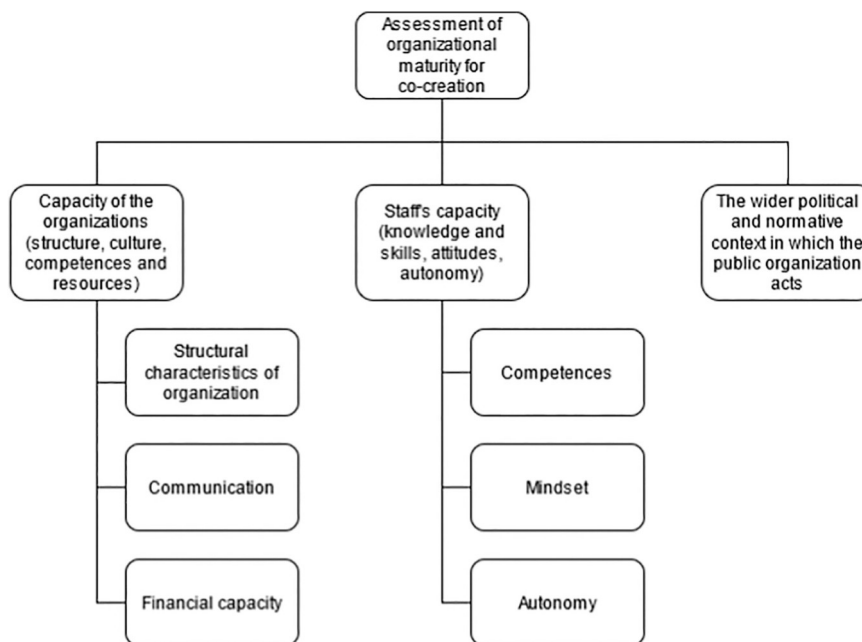 Assessment of
organizational
maturity for
co-creation
Capacity of the
organizations
(structure, culture,
competences and
resources)
Staff's capacity
(knowledge and
skills, attitudes,
autonomy)
The wider political
and normative
context in which the
public organization
acts
Structural
characteristics of
organization
Communication
Financial capacity
Competences
Mindset
Autonomy